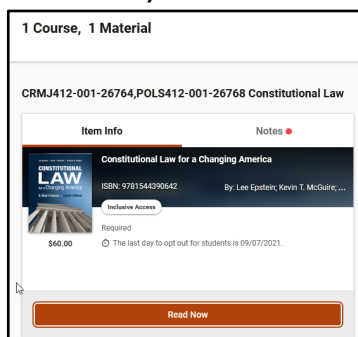 1 Course, 1 Material
CRMJ412-001-26764,POLS412-001-26768 Constitutional Law
Item Info
Notes
CONSTITUTIONAL
LAW
for a Changing America
Constitutional Law for a Changing America
ISBN: 9781544390642
By: Lee Epstein; Kevin T. McGuire; ...
Inclusive Access
Required
$60.00
The last day to opt out for students is 09/07/2021.
Read Now